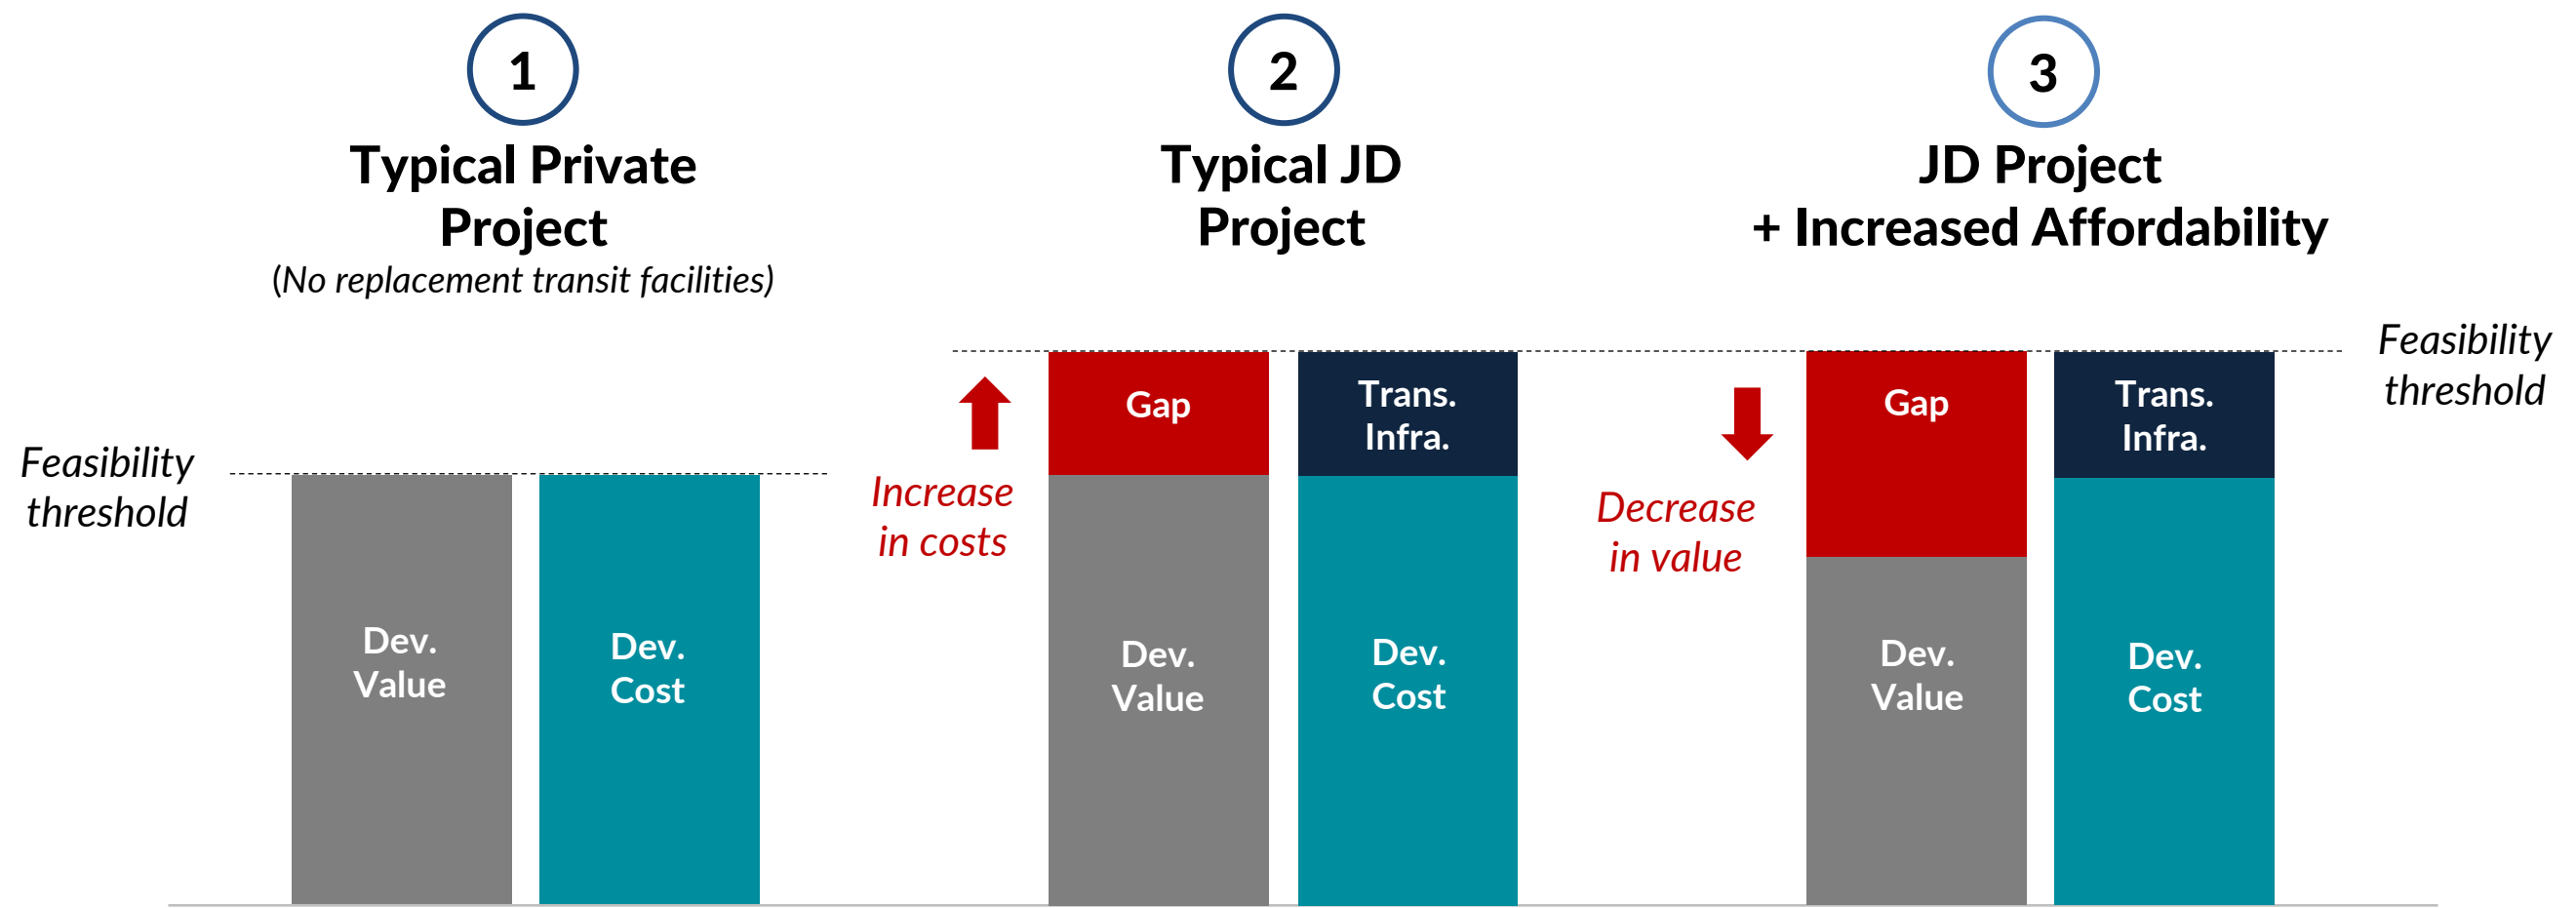 1
Typical Private
Project
(No replacement transit facilities)
Feasibility
threshold
Dev.
Value
Dev.
Cost
2
Typical JD
Project
Increase
in costs
Gap
Dev.
Value
Trans.
Infra.
Dev.
Cost
3
JD Project
+ Increased Affordability
Decrease
in value
Gap
Dev.
Value
Trans.
Infra.
Dev.
Cost
Feasibility
threshold